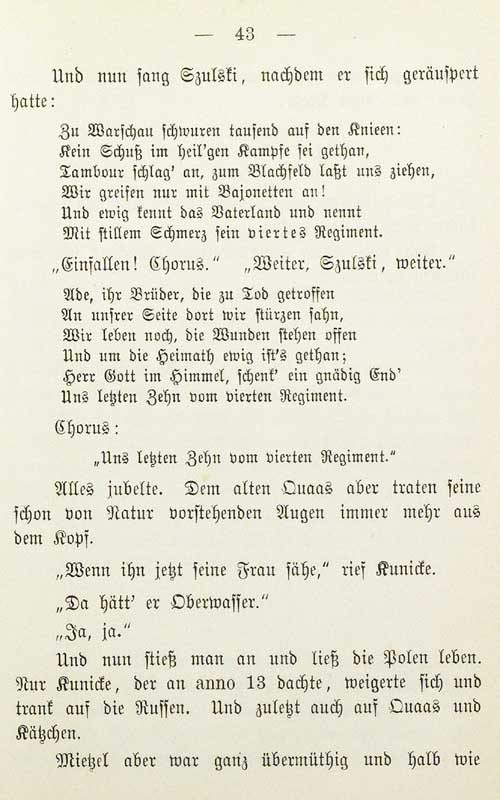 — 43 —
Und nun sang Szulski, nachdem er sich geräuspert
hatte:
Zu Warschau schwuren tausend auf den Knieen:
Kein Schuß im heil'gen Kampfe sei gethan,
Tambour schlag' an, zum Blachfeld laßt uns ziehen,
Wir greifen nur mit Bajonetten an!
Und ewig kennt das Vaterland und nennt
Mit stillem Schmerz sein viertes Regiment.
„Einfallen! Chorus.“ „Weiter, Szulski, weiter.“
Ade, ihr Brüder, die zu Tod getroffen
An unsrer Seite dort wir stürzen sahn,
Wir leben noch, die Wunden stehen offen
Und um die Heimath ewig ist's gethan;
Herr Gott im Himmel, schenk' ein gnädig End'
Uns letzten Zehn vom vierten Regiment.
Chorus:
„Uns letzten Zehn vom vierten Regiment.“
Alles jubelte. Dem alten Quaas aber traten seine
schon von Natur vorstehenden Augen immer mehr aus
dem Kopf.
„Wenn ihn jetzt seine Frau sähe,“ rief Kunicke.
„Da hätt' er Oberwasser.“
„Ja, ja.“
Und nun stieß man an und ließ die Polen leben.
Nur Kunicke, der an anno 13 dachte, weigerte sich und
trank auf die Russen. Und zuletzt auch auf Quaas und
Kätzchen.
Mietzel aber war ganz übermüthig und halb wie